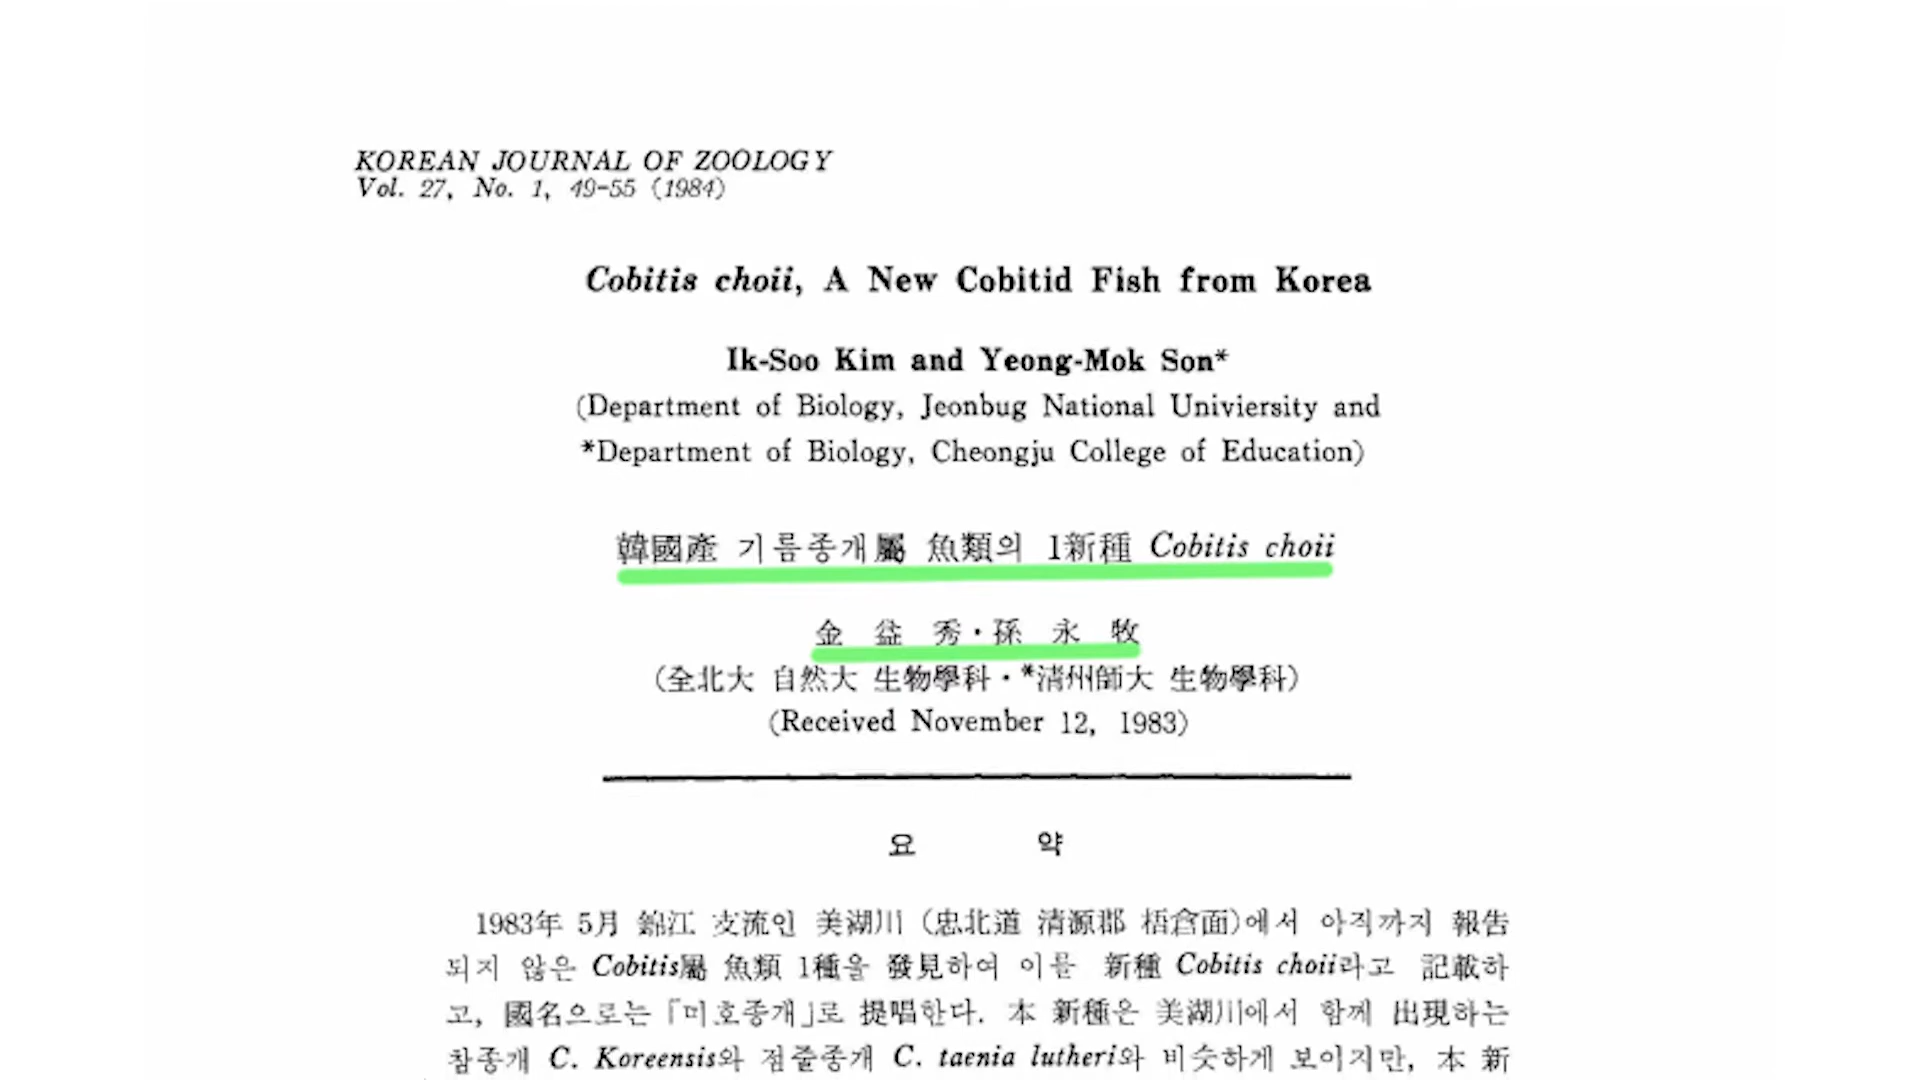 KOREAN JOURNAL OF ZOOLOGY
Vol. 27, No. 1, 49-55 (1984)
Cobitis choii, A New Cobitid Fish from Korea
Ik-Soo Kim and Yeong-Mok Son*
(Department of Biology, Jeonbug National Univiersity and
*Department of Biology, Cheongju College of Education)
韓國產 기름종개屬 魚類의 1新種 Cobitis choii
金 益 秀·孫 永 牧
(全北大 自然大 生物學科·*淸州師大 生物學科)
(Received November 12, 1983)
요 약
1983年 5月 錦江 支流인 美湖川 (忠北道 淸源郡 梧倉面)에서 아직까지 報告
되지 않은 Cobitis屬 魚類 1種을 發見하여 이를 新種 Cobitis choii라고 記載하
고, 國名으로는 「미호종개」로 提唱한다. 本 新種은 美湖川에서 함께 出現하는
참종개 C. Koreensis와 점줄종개 C. taenia lutheri와 비슷하게 보이지만, 本 新